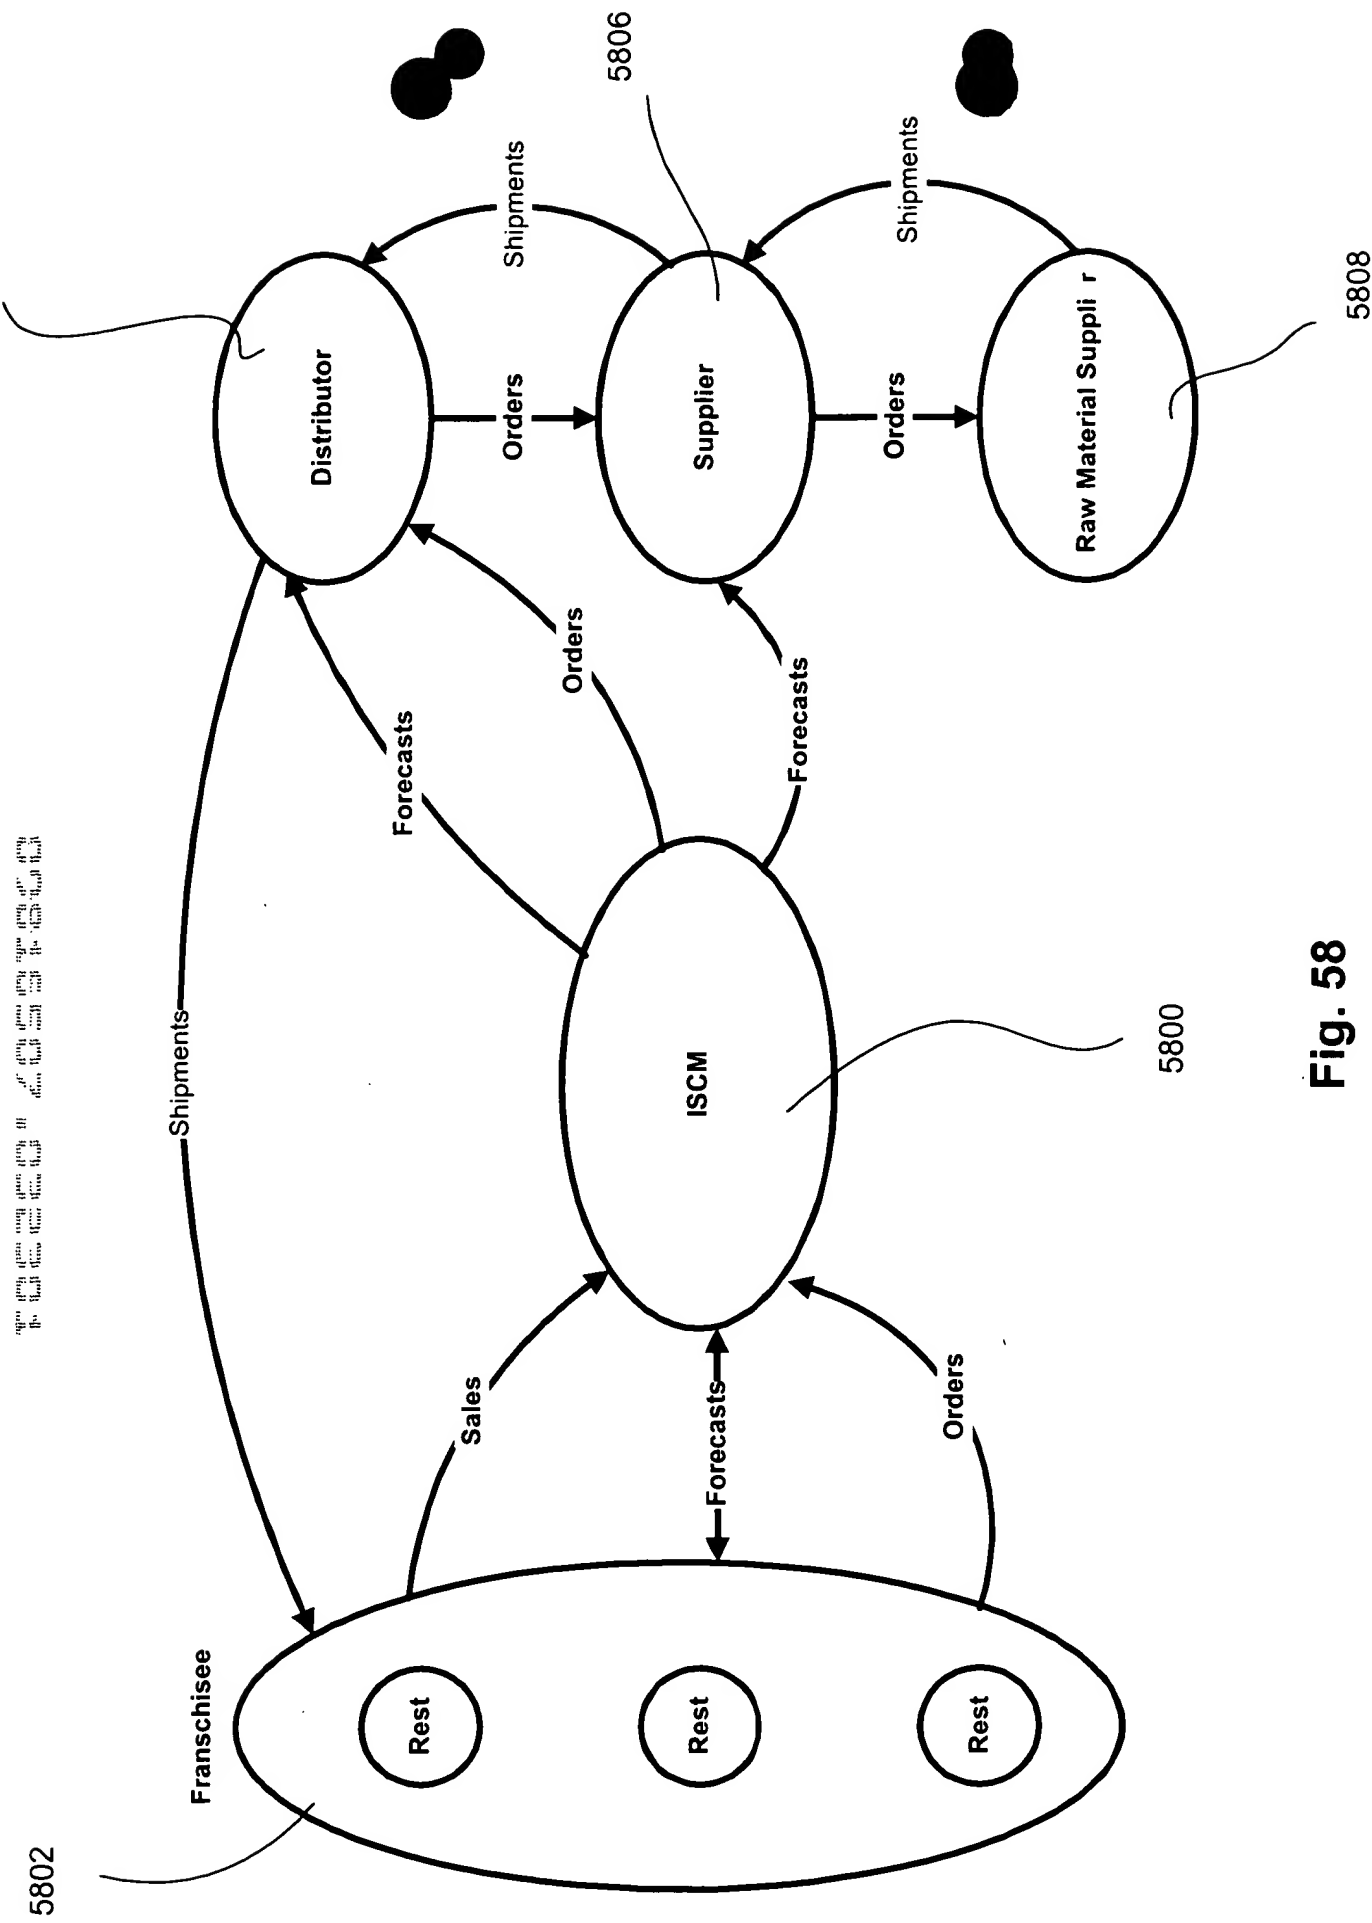 5802
Franschisee
Rest
Rest
Rest
Shipments
Sales
Forecasts
Orders
ISCM
5800
Forecasts
Orders
Forecasts
Distributor
Orders
Shipments
Supplier
5806
Orders
Shipments
Raw Material Suppli r
5808
Fig. 58